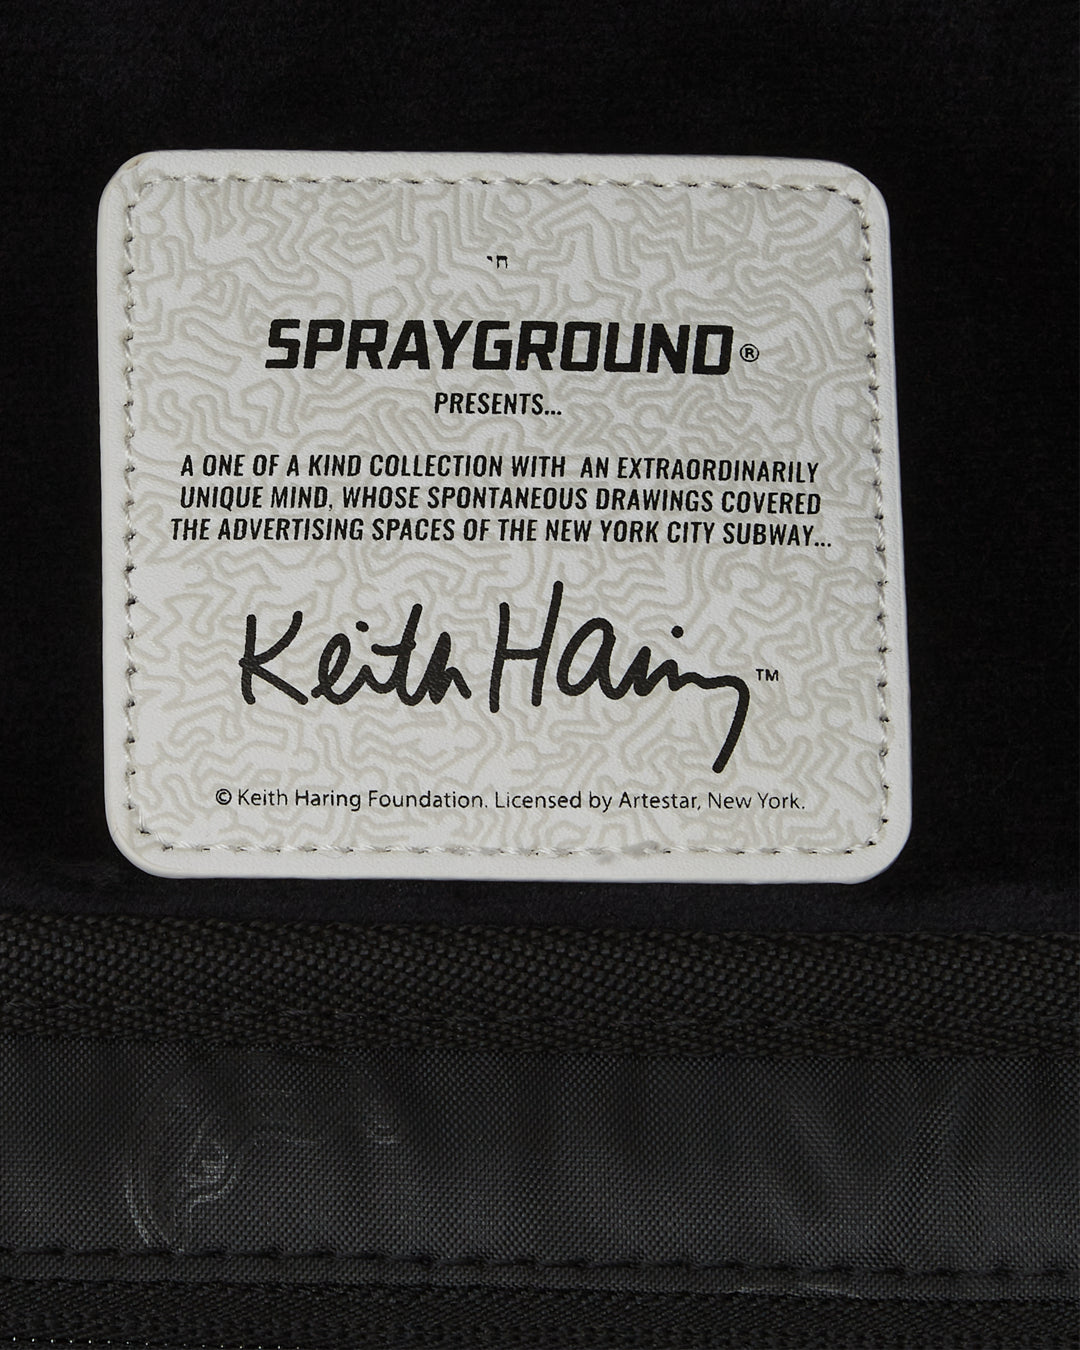 חי
SPRAYGROUND®
PRESENTS...
A ONE OF A KIND COLLECTION WITH AN EXTRAORDINARILY
UNIQUE MIND, WHOSE SPONTANEOUS DRAWINGS COVERED
THE ADVERTISING SPACES OF THE NEW YORK CITY SUBWAY...
Keith Haring™
© Keith Haring Foundation. Licensed by Artestar, New York.